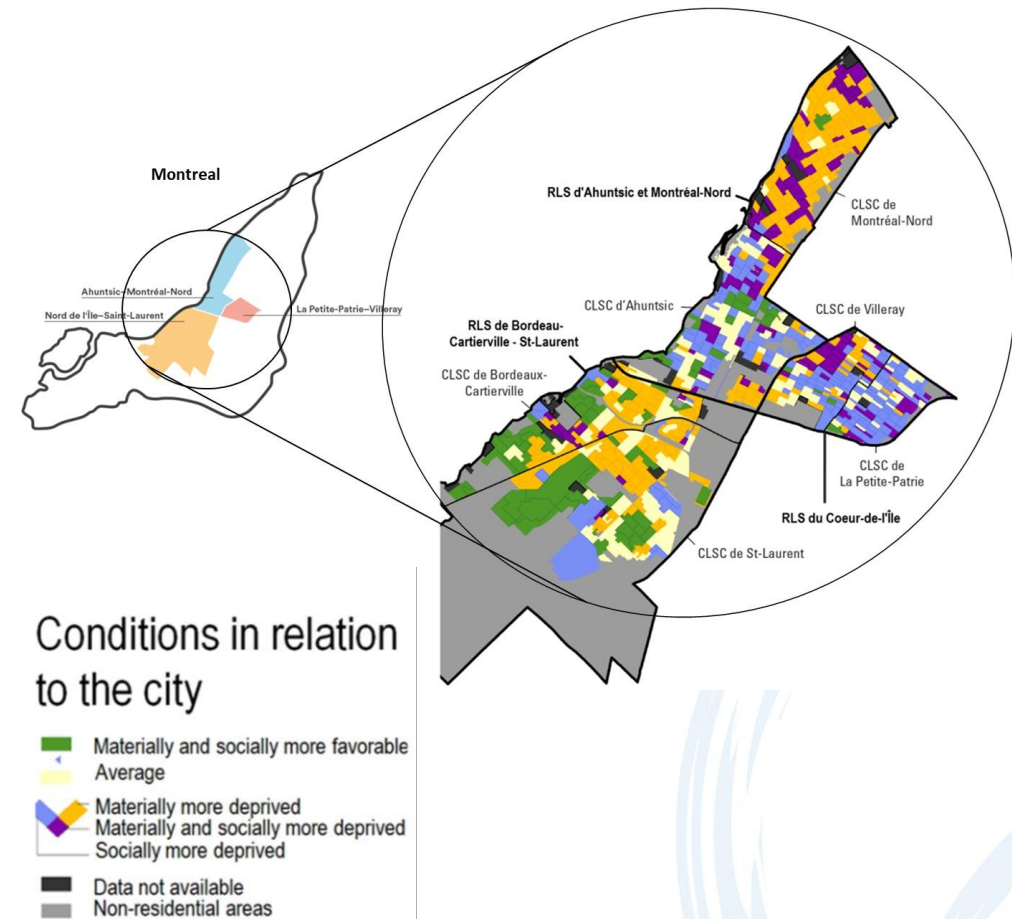 Montreal
Ahuntsic–Montréal-Nord
Nord de l'Île–Saint-Laurent
La Petite-Patrie–Villeray
RLS d'Ahuntsic et Montréal-Nord
CLSC de
Montréal-Nord
CLSC d'Ahuntsic
CLSC de Villeray
RLS de Bordeau-
Cartierville - St-Laurent
CLSC de Bordeaux-
Cartierville
CLSC de
La Petite-Patrie
RLS du Coeur-de-l'Île
CLSC de St-Laurent
Conditions in relation
to the city
Materially and socially more favorable
Average
Materially more deprived
Materially and socially more deprived
Socially more deprived
Data not available
Non-residential areas